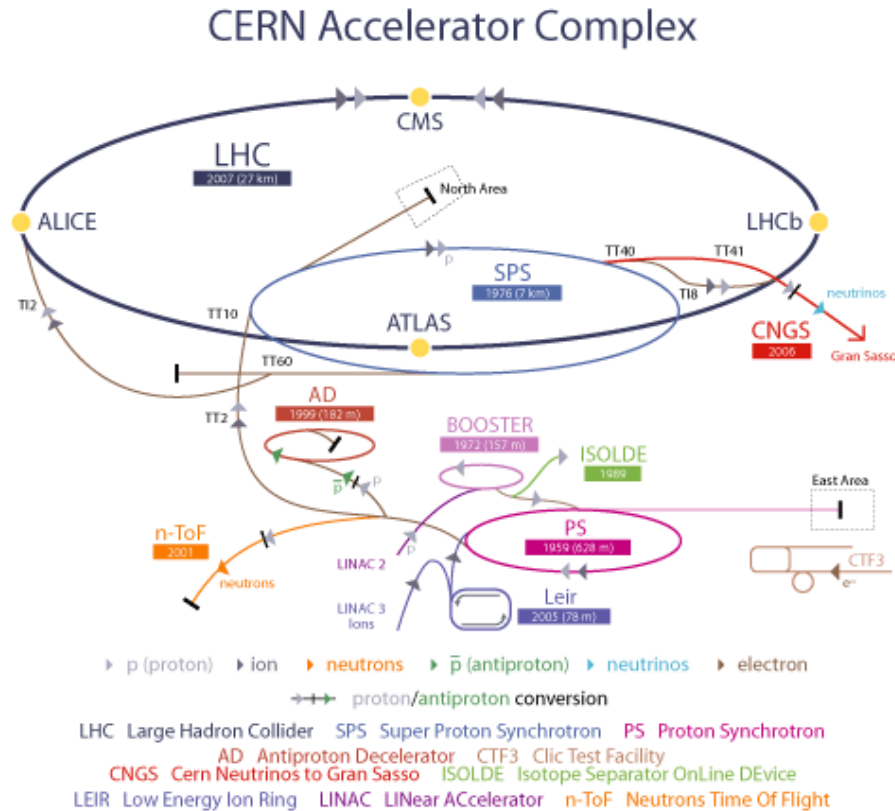 CERN Accelerator Complex
CMS
LHC
2007 (27 km)
North Area
ALICE
LHCb
TT40
TT41
p
SPS
1976 (7 km)
TI2
TI8
neutrinos
TT10
ATLAS
CNGS
2006
Gran Sasso
TT60
AD
1999 (182 m)
TT2
BOOSTER
1972 (157 m)
ISOLDE
1989
p̅
p
East Area
n-ToF
2001
PS
1959 (628 m)
p
LINAC 2
neutrons
CTF3
e⁻
LINAC 3
Ions
Leir
2005 (78 m)
p (proton) ion neutrons p̅ (antiproton) neutrinos electron
proton/antiproton conversion
LHC Large Hadron Collider SPS Super Proton Synchrotron PS Proton Synchrotron
AD Antiproton Decelerator CTF3 Clic Test Facility
CNGS Cern Neutrinos to Gran Sasso ISOLDE Isotope Separator OnLine DEvice
LEIR Low Energy Ion Ring LINAC LINear ACcelerator n-ToF Neutrons Time Of Flight